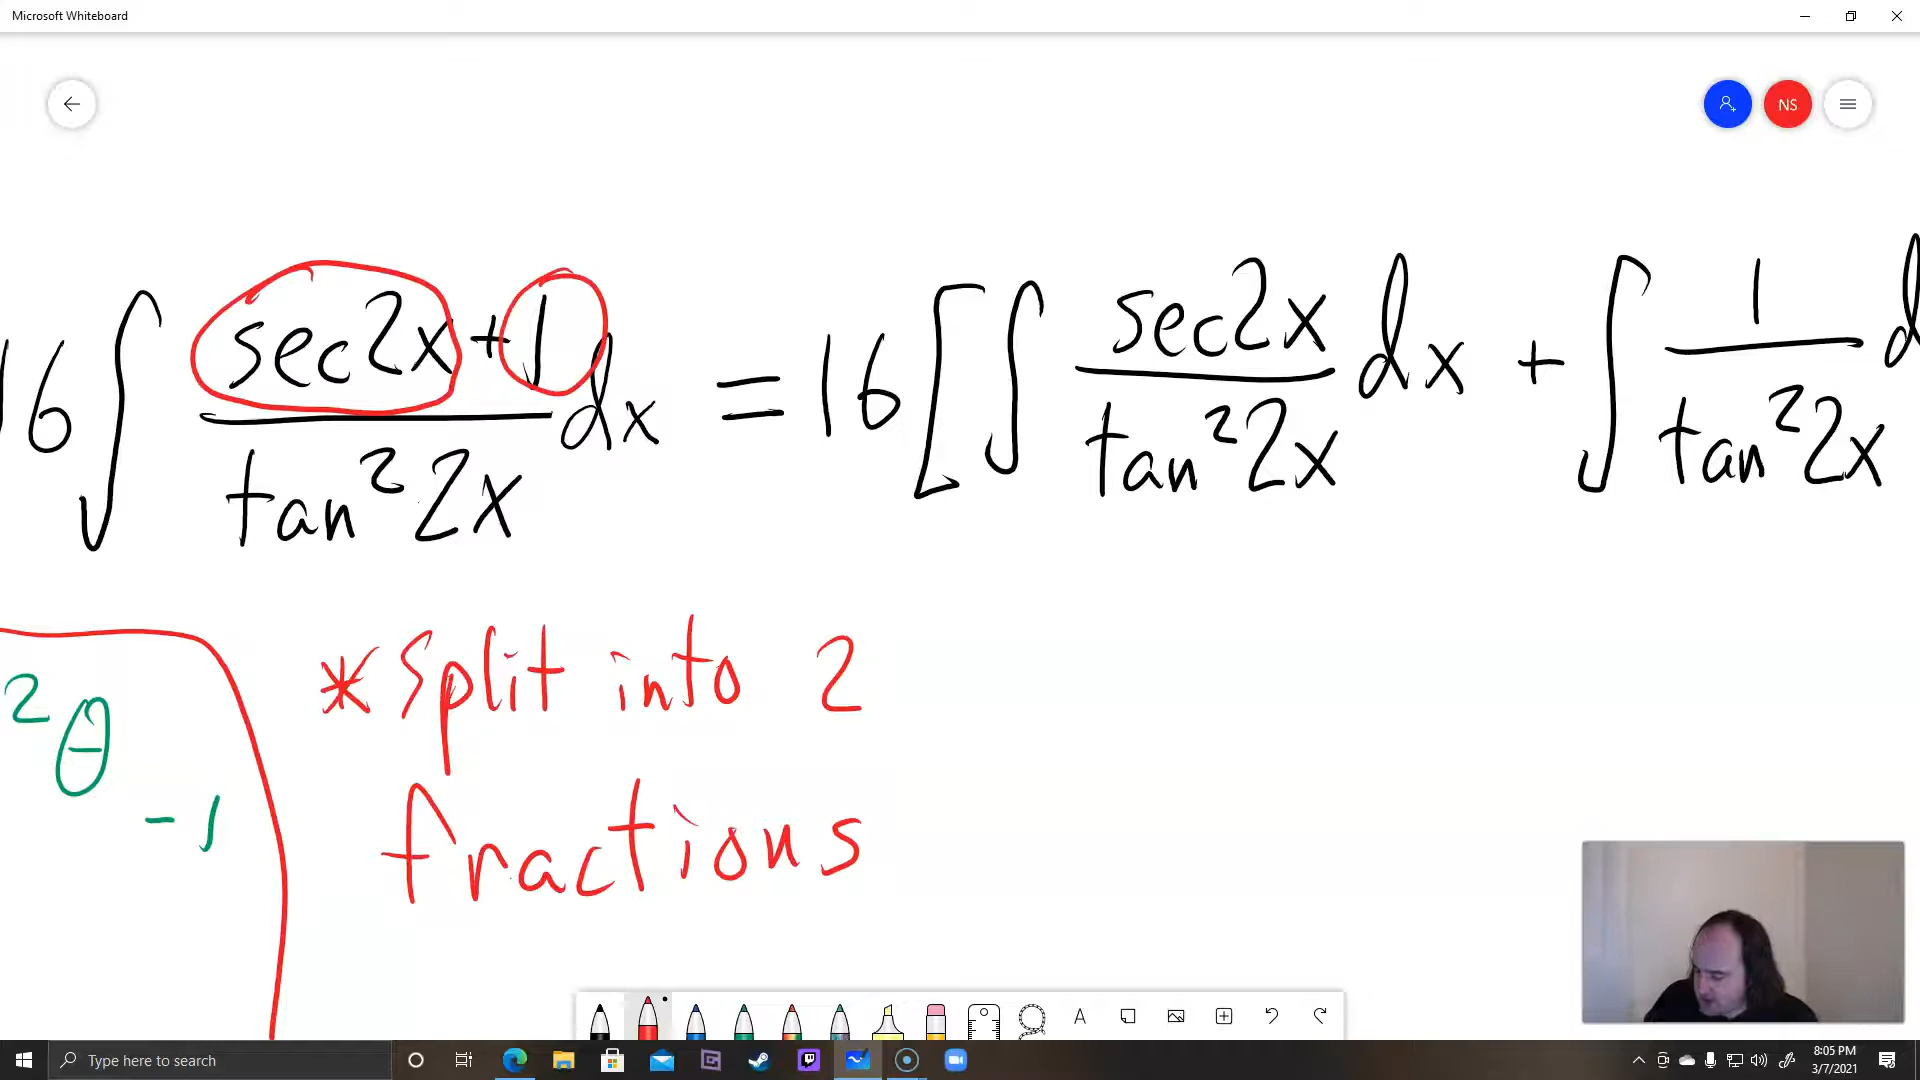 Microsoft Whiteboard
NS
16 ∫ (sec2x + 1)/(tan²2x) dx = 16 [ ∫ (sec2x)/(tan²2x) dx + ∫ 1/(tan²2x) d
²θ
-1
* Split into 2
fractions
A
Type here to search
8:05 PM
3/7/2021